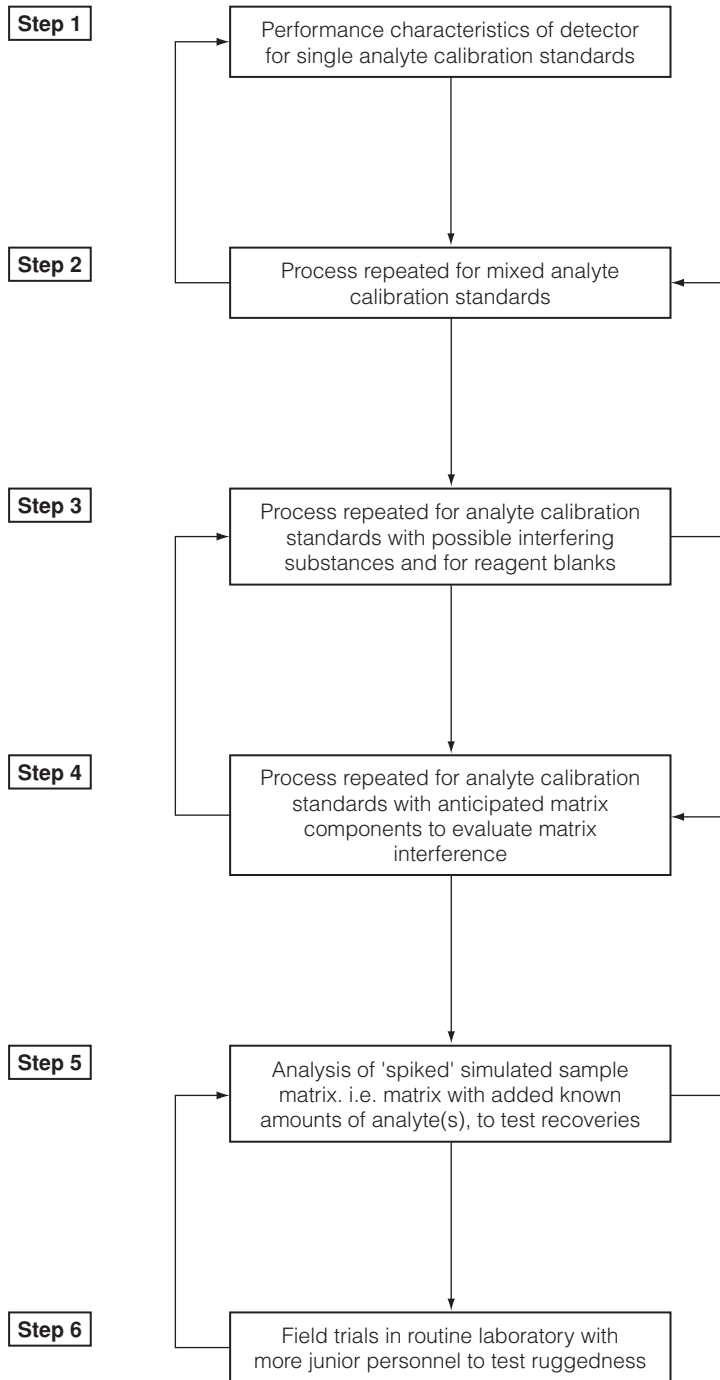 Step 1
Performance characteristics of detector
for single analyte calibration standards
Step 2
Process repeated for mixed analyte
calibration standards
Step 3
Process repeated for analyte calibration
standards with possible interfering
substances and for reagent blanks
Step 4
Process repeated for analyte calibration
standards with anticipated matrix
components to evaluate matrix
interference
Step 5
Analysis of 'spiked' simulated sample
matrix. i.e. matrix with added known
amounts of analyte(s), to test recoveries
Step 6
Field trials in routine laboratory with
more junior personnel to test ruggedness